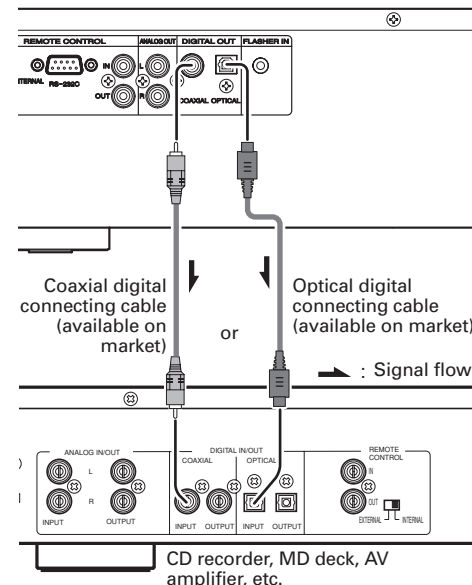 REMOTE CONTROL ANALOG OUT DIGITAL OUT FLASHER IN
IN L
RS-232C
OUT R COAXIAL OPTICAL
Coaxial digital
connecting cable
(available on
market)
or
Optical digital
connecting cable
(available on market)
: Signal flow
ANALOG IN/OUT
L
R
INPUT OUTPUT
DIGITAL IN/OUT
COAXIAL OPTICAL
INPUT OUTPUT INPUT OUTPUT
REMOTE
CONTROL
IN
OUT
EXTERNAL INTERNAL
CD recorder, MD deck, AV
amplifier, etc.